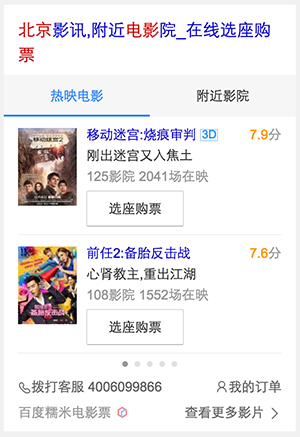 北京影讯,附近电影院_在线选座购
票
热映电影
附近影院
移动迷宫:烧痕审判 3D 7.9分
刚出迷宫又入焦土
125影院 2041场在映
选座购票
前任2:备胎反击战 7.6分
心肾教主,重出江湖
108影院 1552场在映
选座购票
拨打客服 4006099866
我的订单
百度糯米电影票
查看更多影片